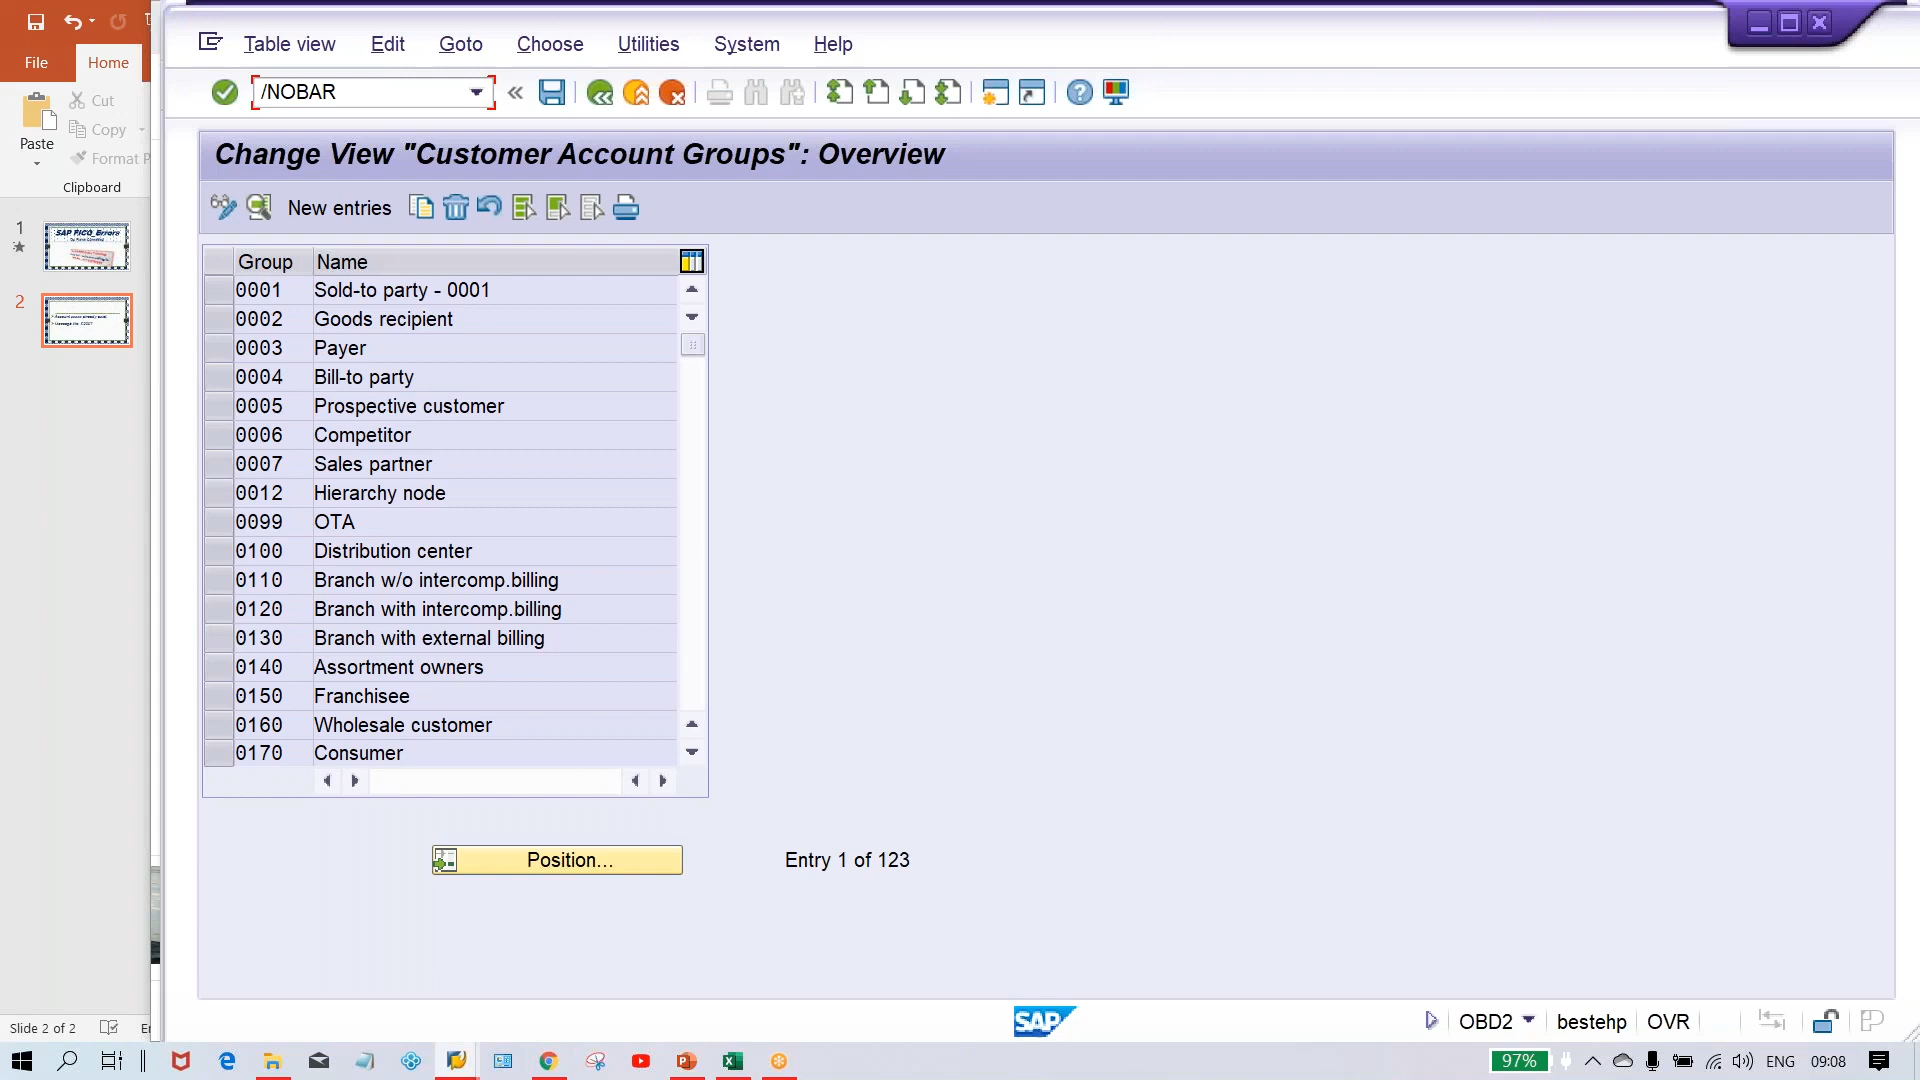 File
Home
Cut
Copy
Paste
Format P
Clipboard
1
SAP FICO_Errors
2
Slide 2 of 2
Table view Edit Goto Choose Utilities System Help
/NOBAR
Change View "Customer Account Groups": Overview
New entries
Group Name
0001 Sold-to party - 0001
0002 Goods recipient
0003 Payer
0004 Bill-to party
0005 Prospective customer
0006 Competitor
0007 Sales partner
0012 Hierarchy node
0099 OTA
0100 Distribution center
0110 Branch w/o intercomp.billing
0120 Branch with intercomp.billing
0130 Branch with external billing
0140 Assortment owners
0150 Franchisee
0160 Wholesale customer
0170 Consumer
Position...
Entry 1 of 123
SAP
OBD2 bestehp OVR
97% ENG 09:08